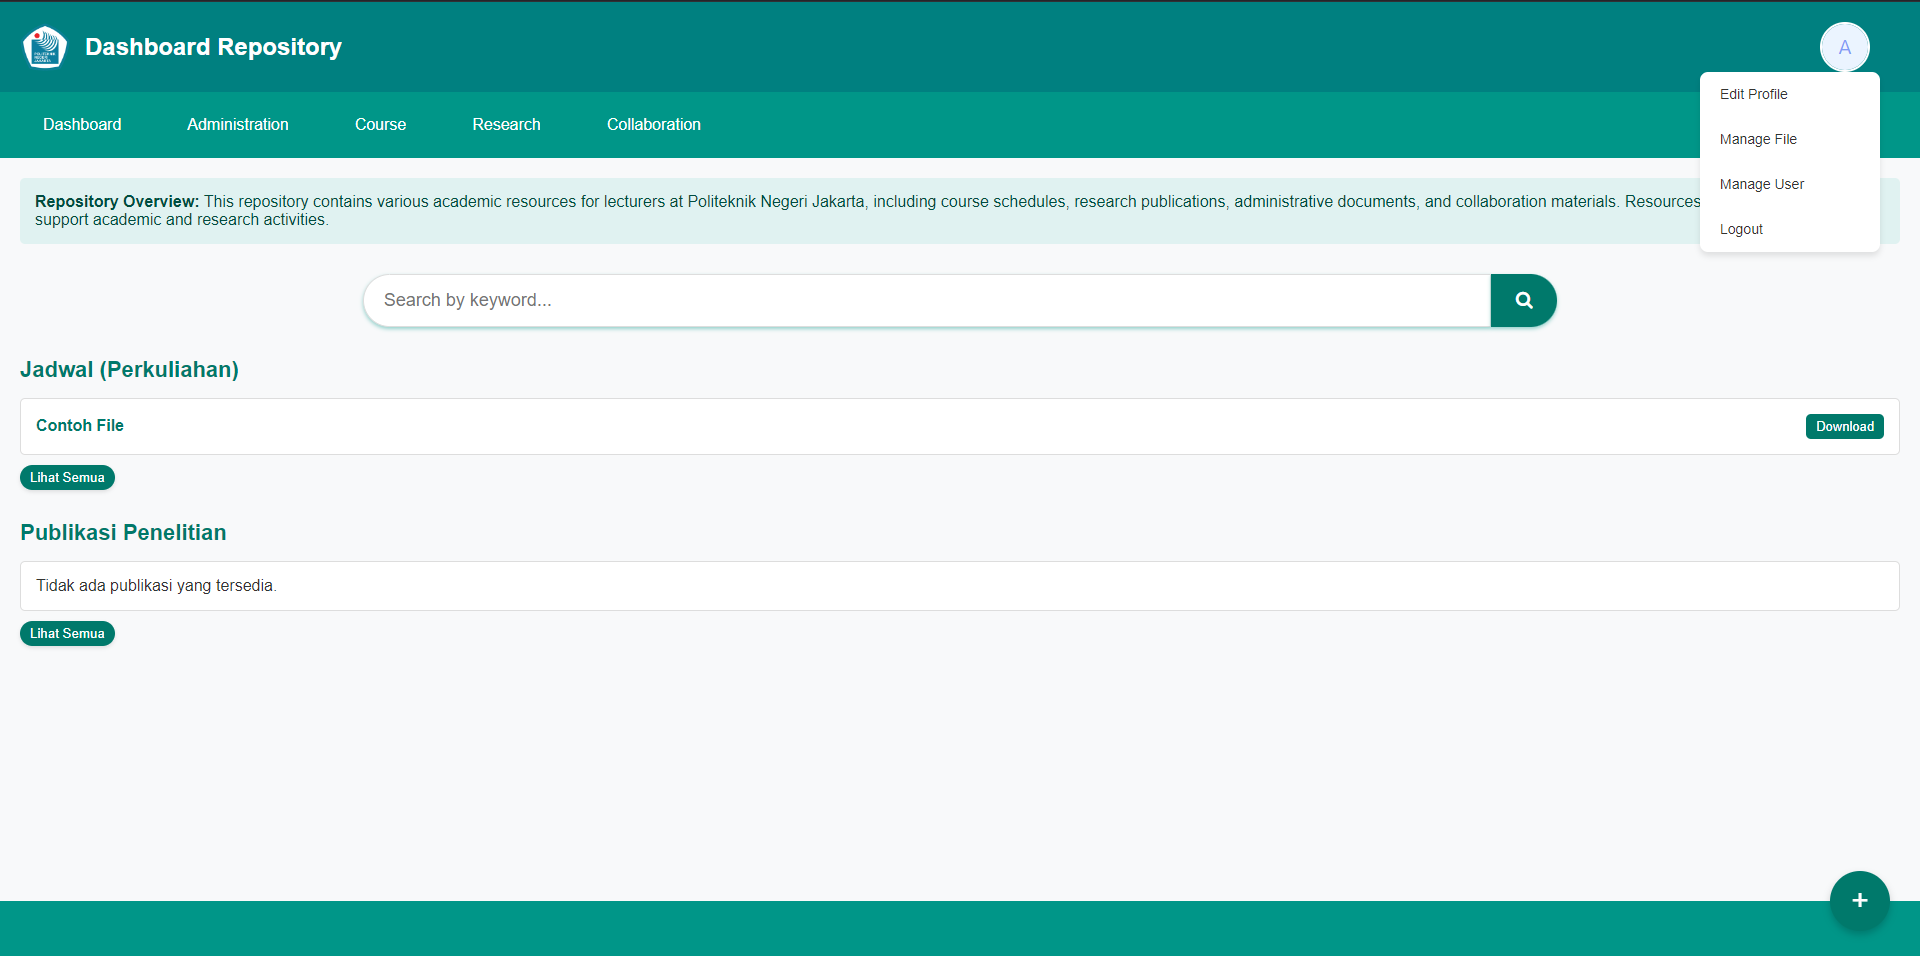 POLITEKNIK
NEGERI
JAKARTA
Dashboard Repository
A
Edit Profile
Manage File
Manage User
Logout
Dashboard
Administration
Course
Research
Collaboration
Repository Overview: This repository contains various academic resources for lecturers at Politeknik Negeri Jakarta, including course schedules, research publications, administrative documents, and collaboration materials. Resources
support academic and research activities.
Search by keyword...
Jadwal (Perkuliahan)
Contoh File
Download
Lihat Semua
Publikasi Penelitian
Tidak ada publikasi yang tersedia.
Lihat Semua
+